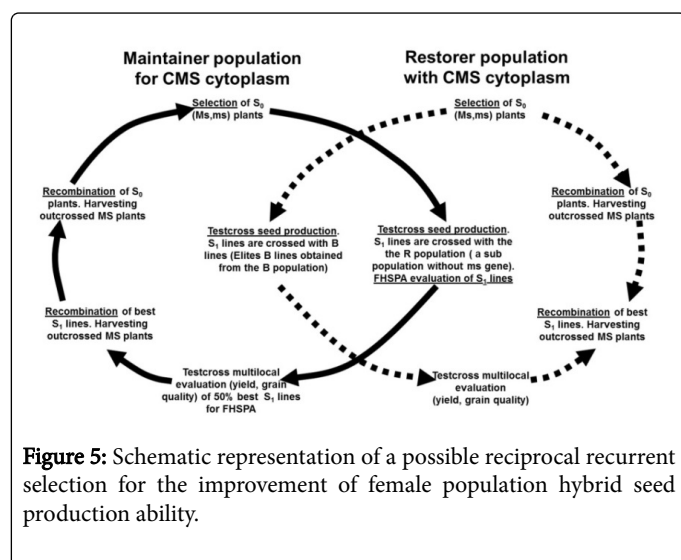 Maintainer population
for CMS cytoplasm
Restorer population
with CMS cytoplasm
Selection of S0
(Ms,ms) plants
Selection of S0
(Ms,ms) plants
Recombination of S0
plants. Harvesting
outcrossed MS plants
Recombination of S0
plants. Harvesting
outcrossed MS plants
Testcross seed production.
S1 lines are crossed with B
lines (Elites B lines obtained
from the B population)
Testcross seed production.
S1 lines are crossed with the
the R population ( a sub
population without ms gene).
FHSPA evaluation of S1 lines
Recombination of best
S1 lines. Harvesting
outcrossed MS plants
Recombination of best
S1 lines. Harvesting
outcrossed MS plants
Testcross multilocal
evaluation (yield, grain
quality) of 50% best S1 lines
for FHSPA
Testcross multilocal
evaluation
(yield, grain quality)
Figure 5: Schematic representation of a possible reciprocal recurrent
selection for the improvement of female population hybrid seed
production ability.